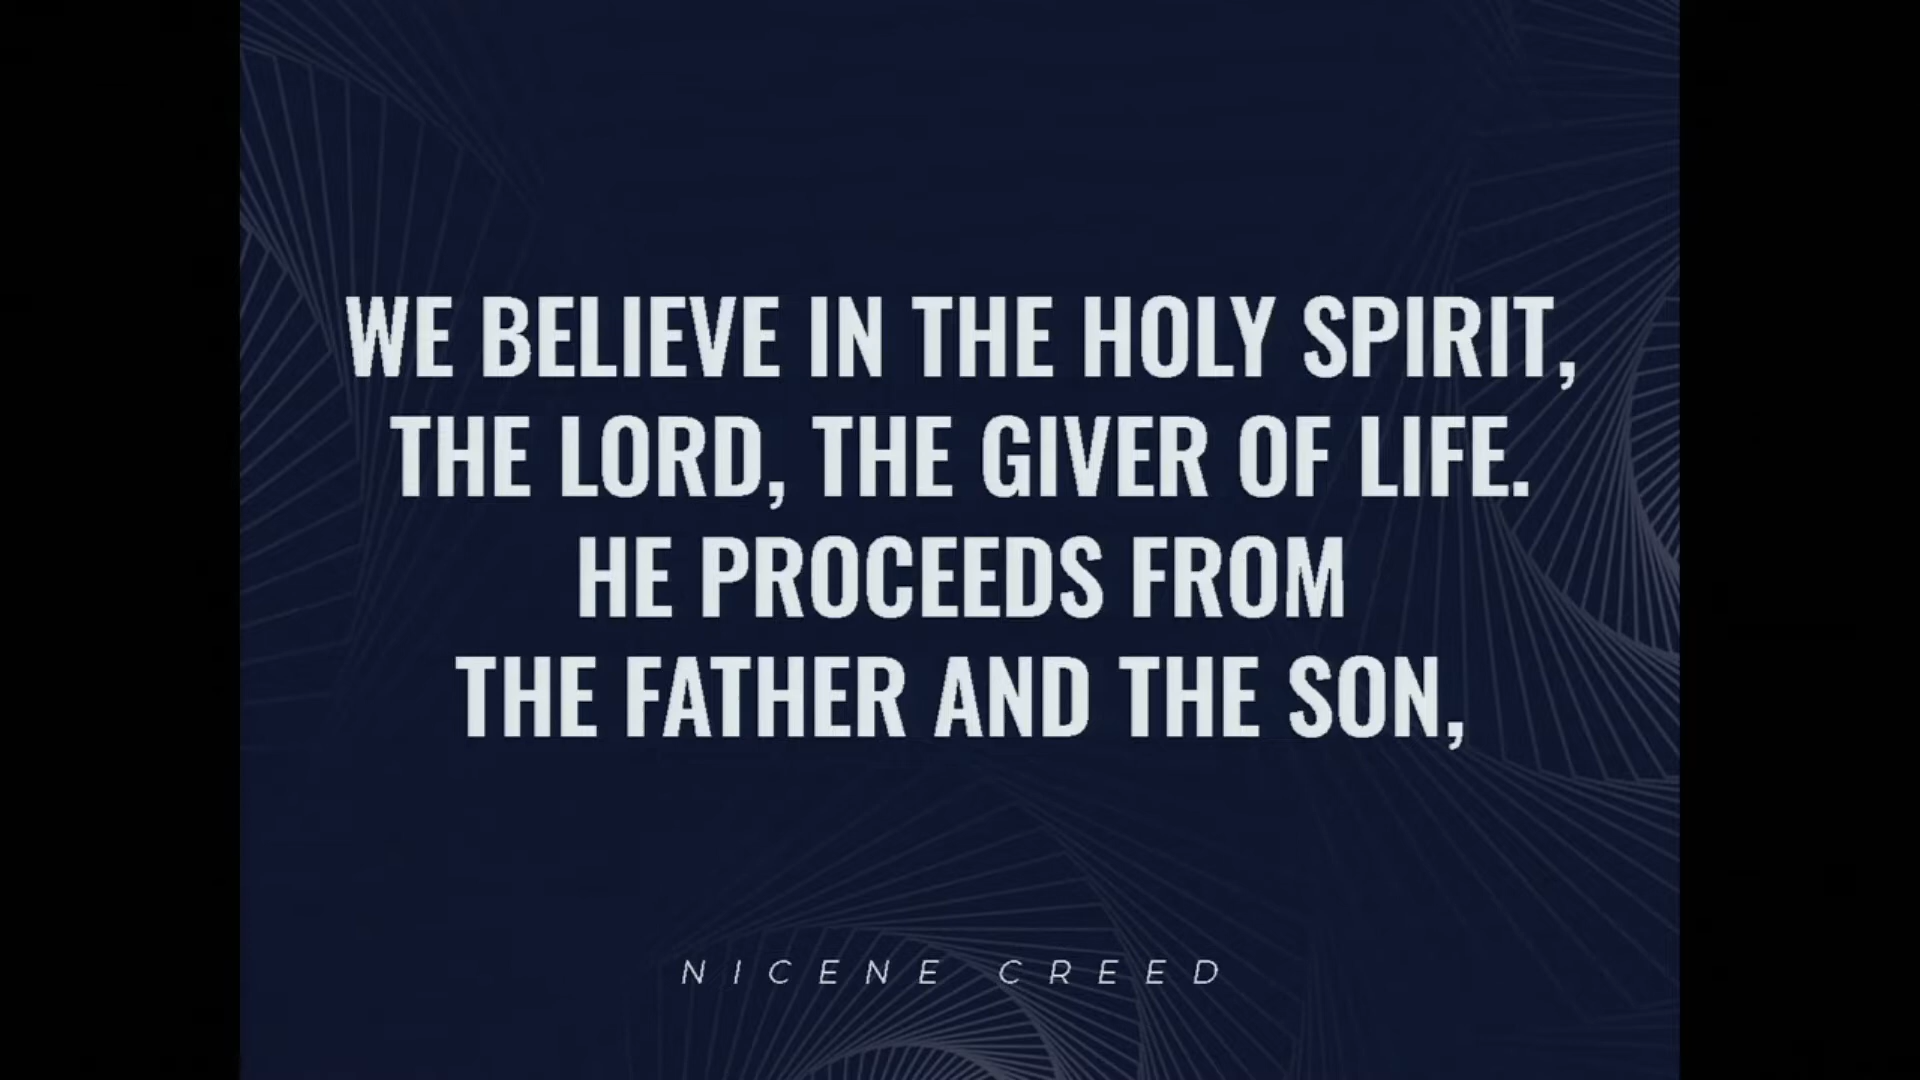 WE BELIEVE IN THE HOLY SPIRIT,
THE LORD, THE GIVER OF LIFE.
HE PROCEEDS FROM
THE FATHER AND THE SON,
NICENE CREED